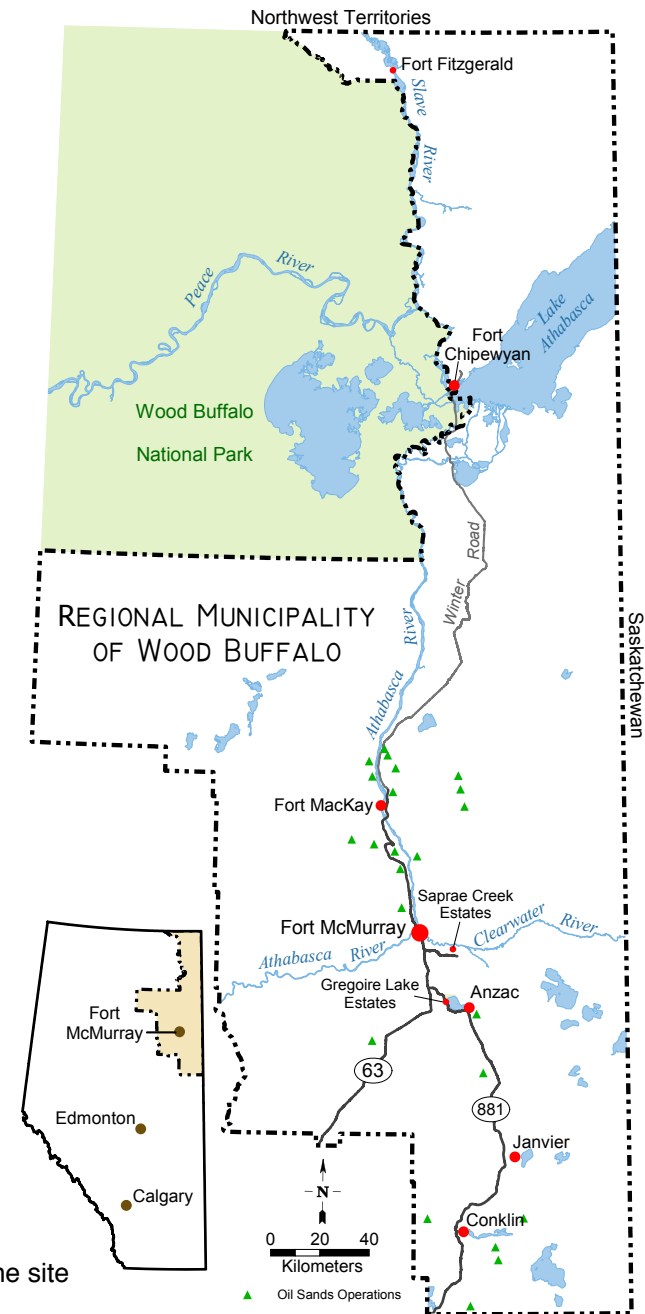 Northwest Territories
Fort Fitzgerald
Slave
River
Peace
River
Lake
Athabasca
Fort
Chipewyan
Wood Buffalo
National Park
Winter
Road
REGIONAL MUNICIPALITY
OF WOOD BUFFALO
Athabasca
River
Saskatchewan
Fort MacKay
Saprae Creek
Estates
Fort McMurray
Clearwater
River
Athabasca
River
Gregoire Lake
Estates
Anzac
63
881
Janvier
Conklin
Fort
McMurray
Edmonton
Calgary
N
0
20
40
Kilometers
Oil Sands Operations
site